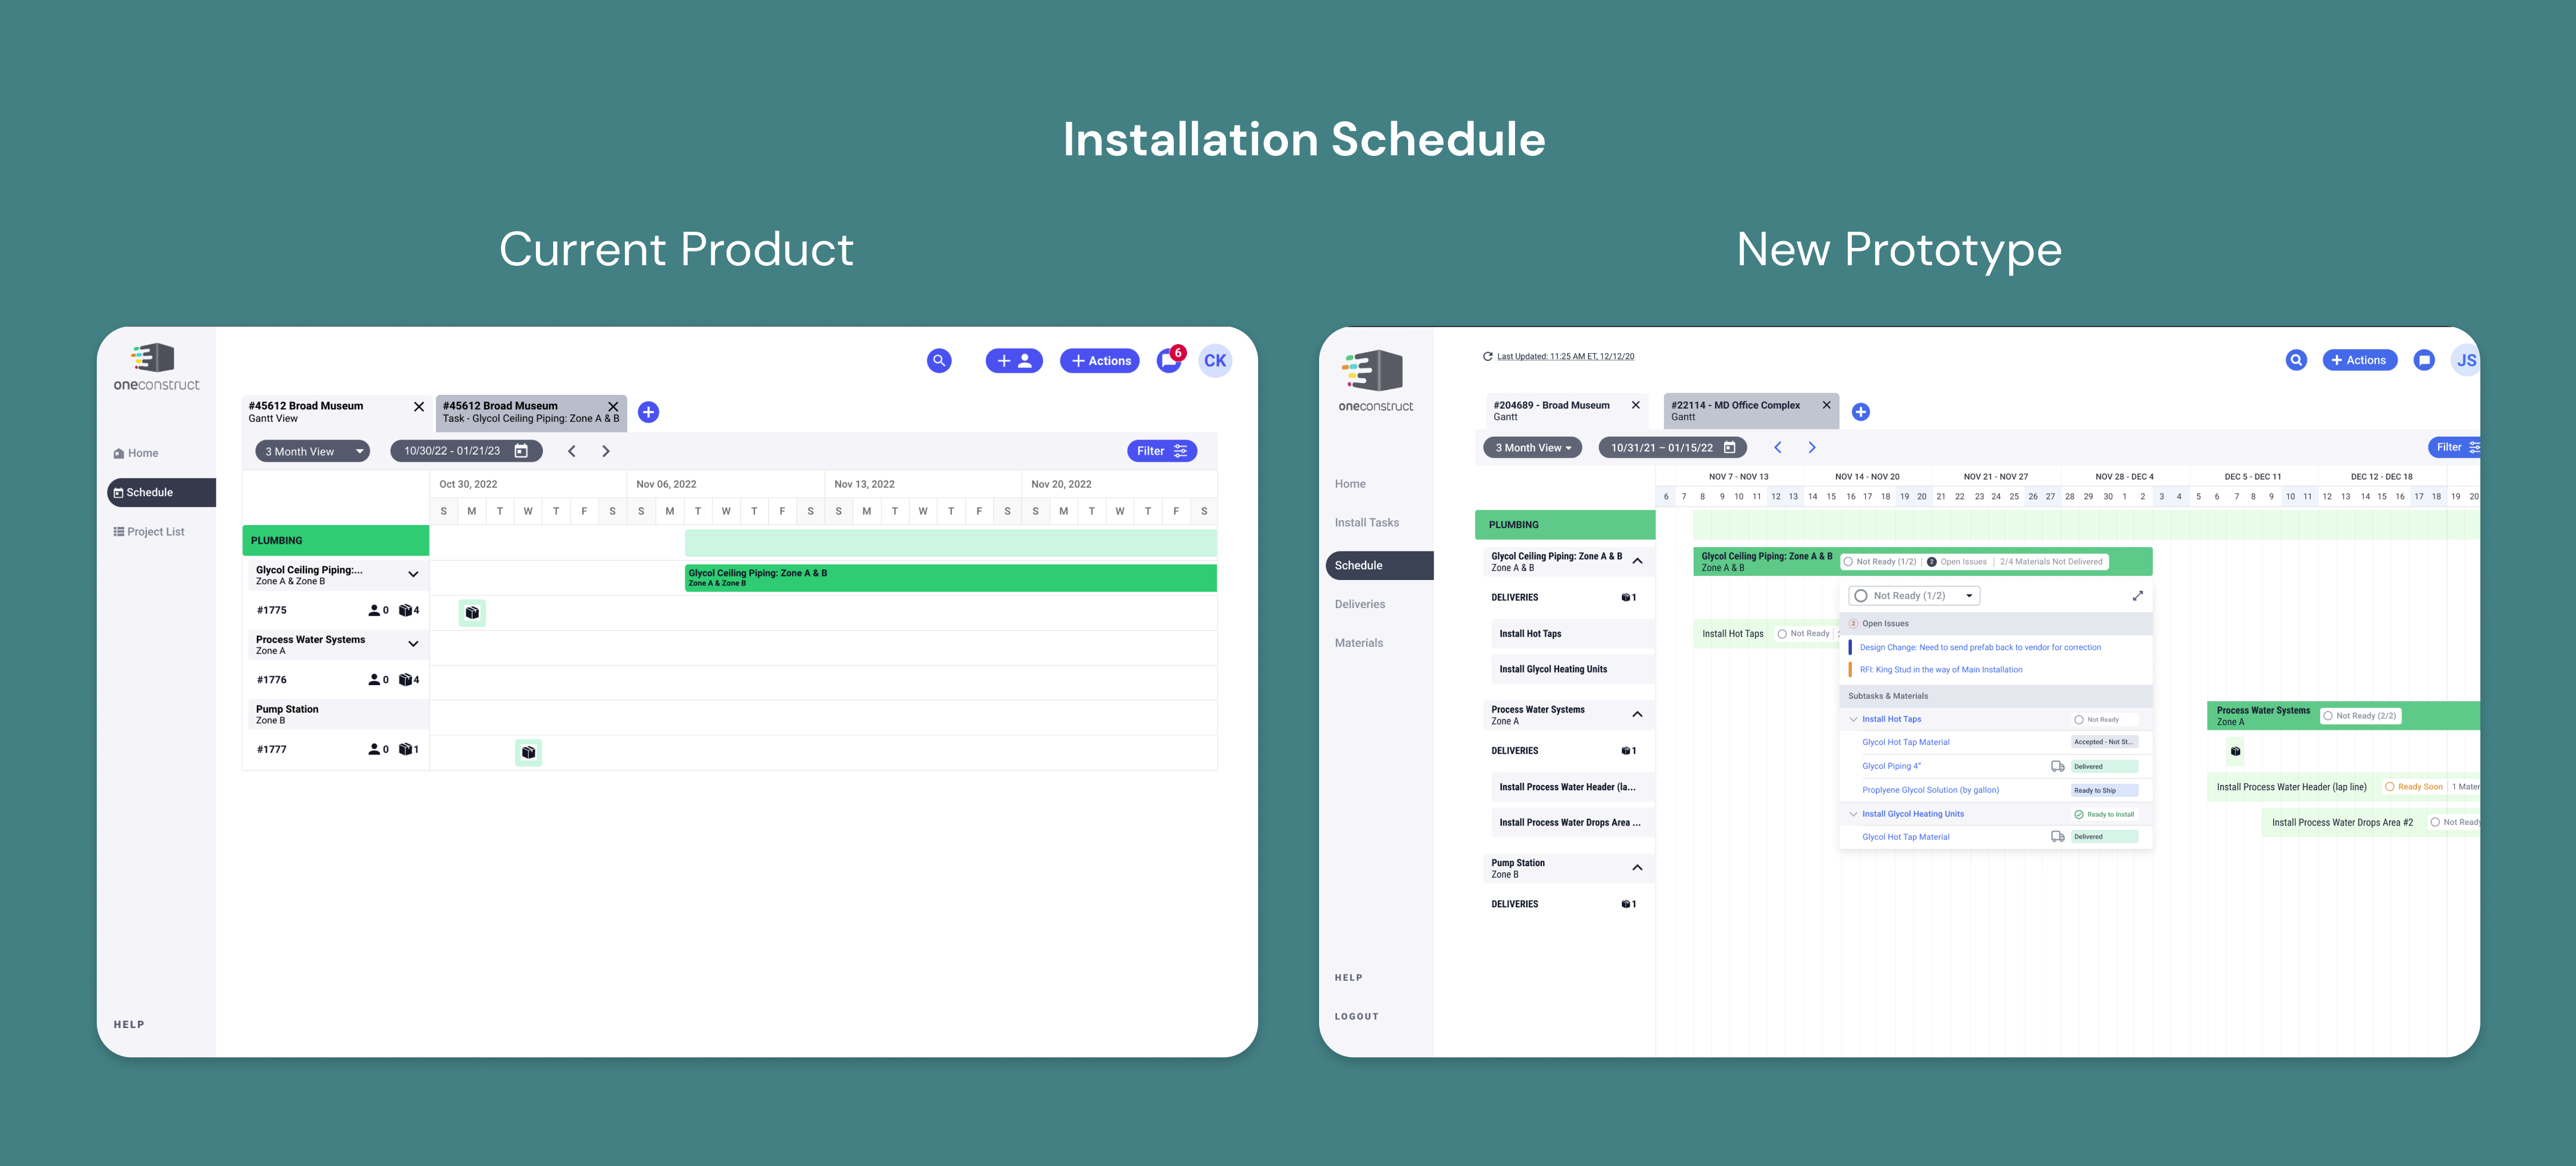 Installation Schedule
Current Product
New Prototype
oneconstruct
Home
Schedule
Project List
HELP
6
+ Actions
CK
#45612 Broad Museum
Gantt View
#45612 Broad Museum
Task - Glycol Ceiling Piping: Zone A & B
3 Month View
10/30/22 - 01/21/23
Filter
Oct 30, 2022
Nov 06, 2022
Nov 13, 2022
Nov 20, 2022
S M T W T F S S M T W T F S S M T W T F S S M T W T F S
PLUMBING
Glycol Ceiling Piping:...
Zone A & Zone B
Glycol Ceiling Piping: Zone A & B
Zone A & Zone B
#1775 0 4
Process Water Systems
Zone A
#1776 0 4
Pump Station
Zone B
#1777 0 1
oneconstruct
Home
Install Tasks
Schedule
Deliveries
Materials
HELP
LOGOUT
Last Updated: 11:25 AM ET, 12/12/20
+ Actions
JS
#204689 - Broad Museum
Gantt
#22114 - MD Office Complex
Gantt
3 Month View
10/31/21 – 01/15/22
Filter
NOV 7 - NOV 13
NOV 14 - NOV 20
NOV 21 - NOV 27
NOV 28 - DEC 4
DEC 5 - DEC 11
DEC 12 - DEC 18
6 7 8 9 10 11 12 13 14 15 16 17 18 19 20 21 22 23 24 25 26 27 28 29 30 1 2 3 4 5 6 7 8 9 10 11 12 13 14 15 16 17 18 19 20
PLUMBING
Glycol Ceiling Piping: Zone A & B
Zone A & B
Glycol Ceiling Piping: Zone A & B
Zone A & B
Not Ready (1/2) | 2 Open Issues | 2/4 Materials Not Delivered
DELIVERIES 1
Install Hot Taps
Install Glycol Heating Units
Install Hot Taps
Not Ready
Not Ready (1/2)
2 Open Issues
Design Change: Need to send prefab back to vendor for correction
RFI: King Stud in the way of Main Installation
Subtasks & Materials
Install Hot Taps
Not Ready
Glycol Hot Tap Material
Accepted - Not St...
Glycol Piping 4"
Delivered
Proplyene Glycol Solution (by gallon)
Ready to Ship
Install Glycol Heating Units
Ready to Install
Glycol Hot Tap Material
Delivered
Process Water Systems
Zone A
Process Water Systems
Zone A
Not Ready (2/2)
DELIVERIES 1
Install Process Water Header (la...
Install Process Water Header (lap line)
Ready Soon | 1 Mater
Install Process Water Drops Area ...
Install Process Water Drops Area #2
Not Ready
Pump Station
Zone B
DELIVERIES 1